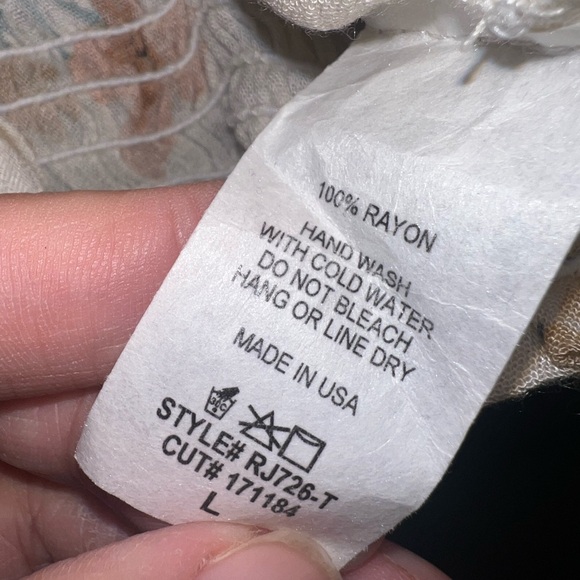 100% RAYON
HAND WASH
WITH COLD WATER
DO NOT BLEACH
HANG OR LINE DRY
MADE IN USA
30C
STYLE# RJ726-T
CUT# 171184
L